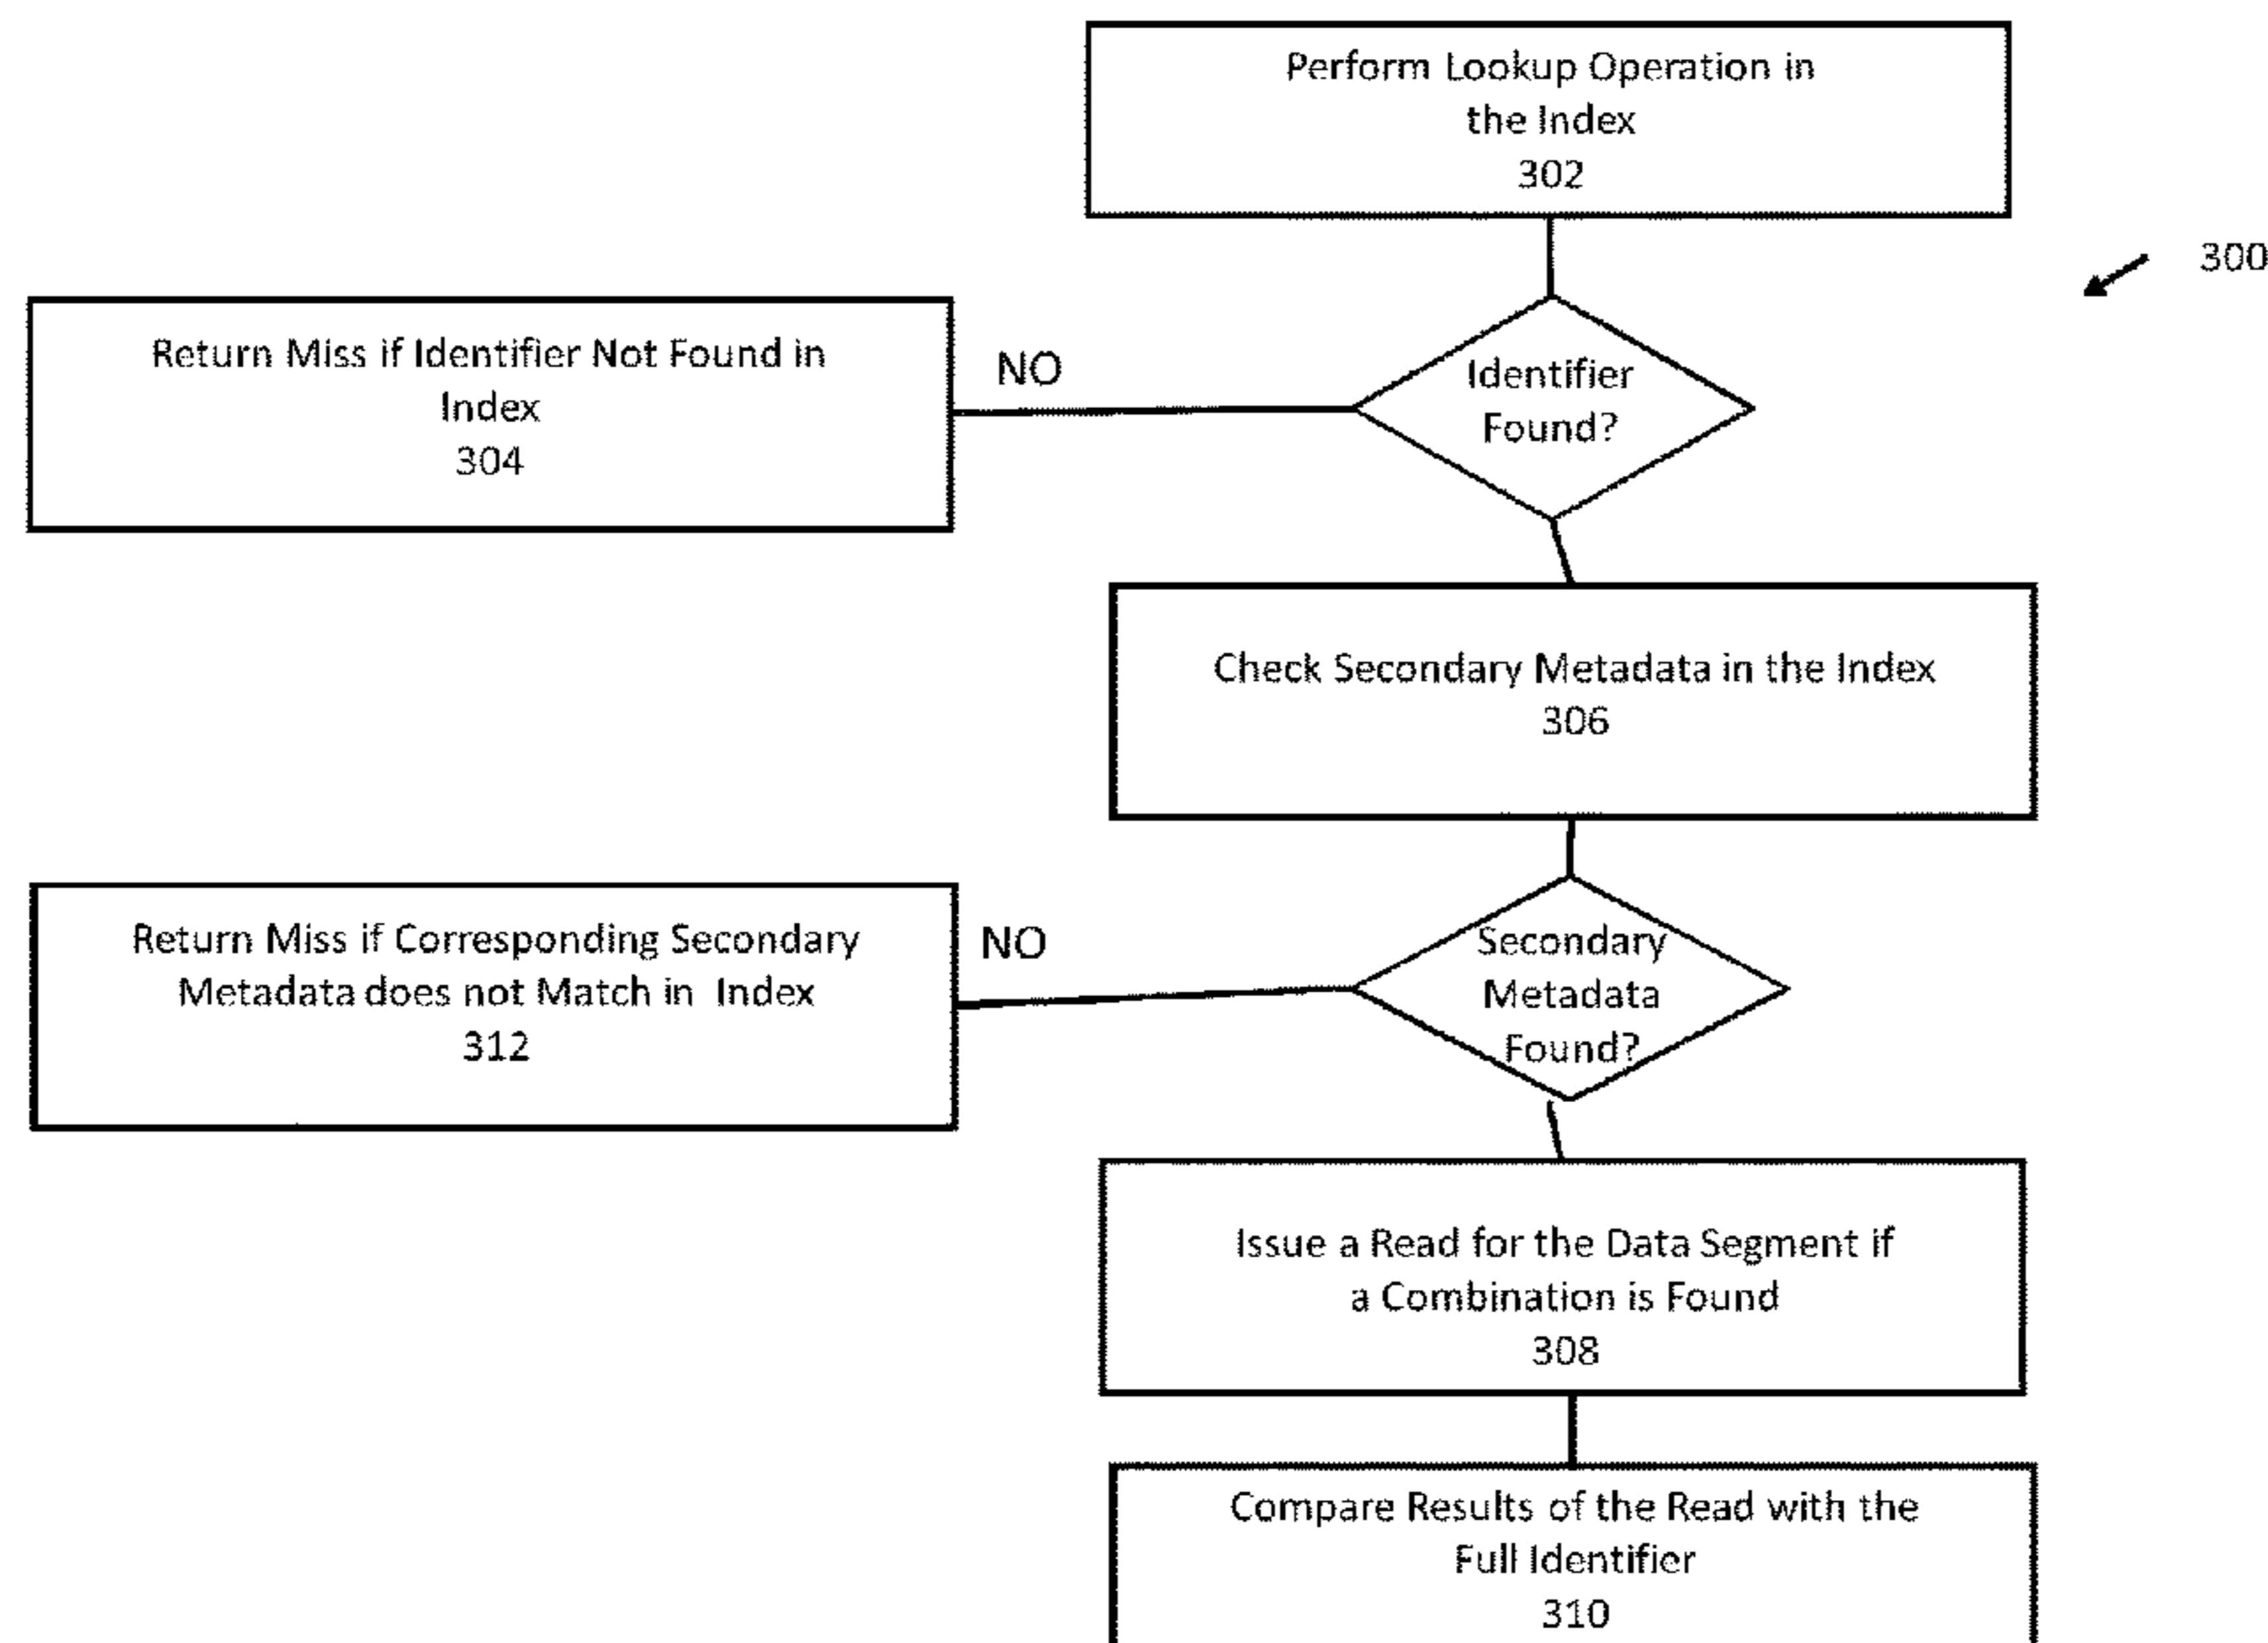 Perform Lookup Operation in
the Index
302
300
Return Miss if Identifier Not Found in
Index
304
NO
Identifier
Found?
Check Secondary Metadata in the Index
306
Return Miss if Corresponding Secondary
Metadata does not Match in Index
312
NO
Secondary
Metadata
Found?
Issue a Read for the Data Segment if
a Combination is Found
308
Compare Results of the Read with the
Full Identifier
310